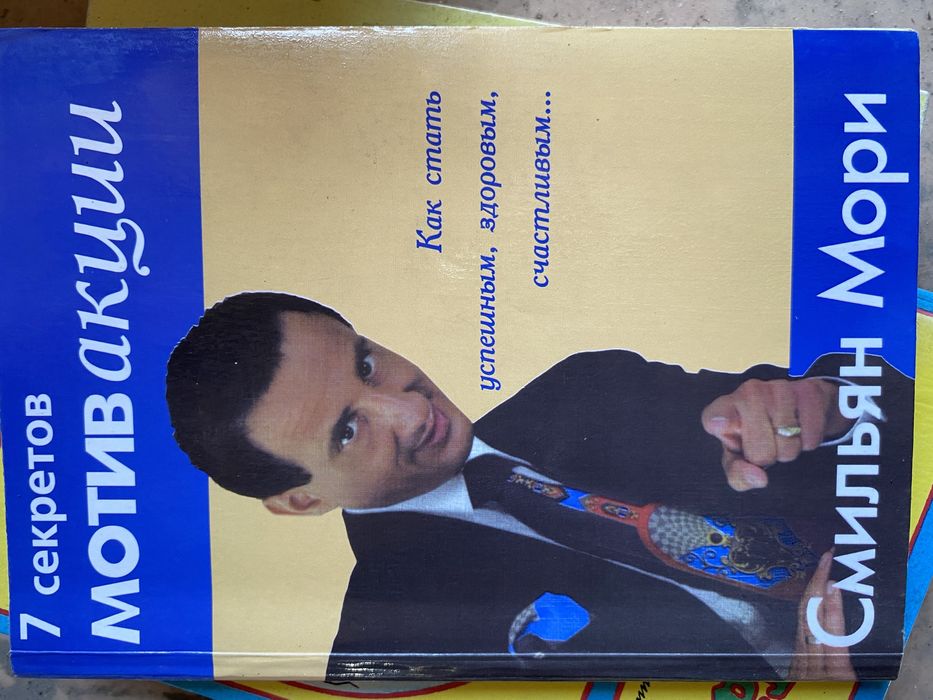 7 секретов
МОТИВакции
Как стать
успешным, здоровым,
счастливым...
Смильян Мори